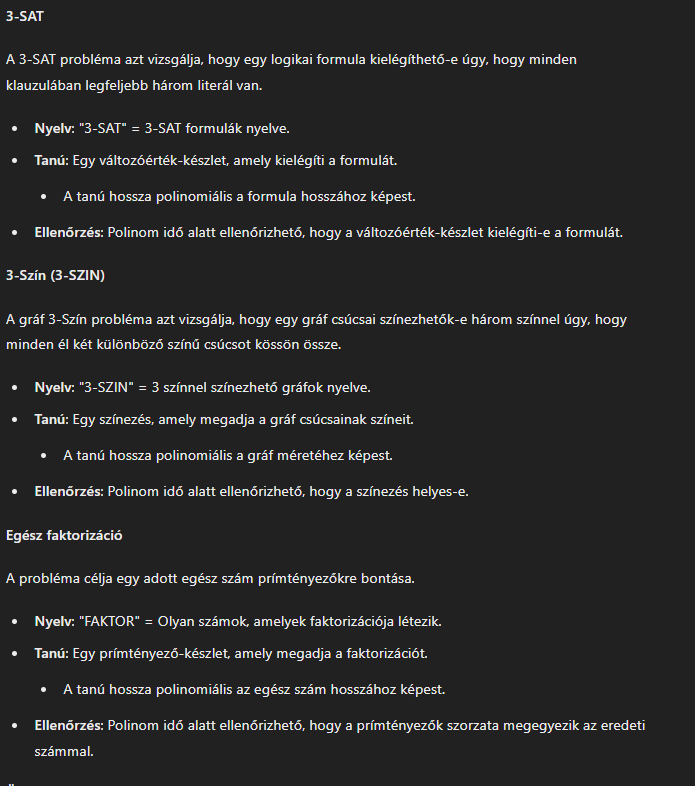 3-SAT
A 3-SAT probléma azt vizsgálja, hogy egy logikai formula kielégíthető-e úgy, hogy minden
klauzulában legfeljebb három literál van.
• Nyelv: "3-SAT" = 3-SAT formulák nyelve.
• Tanú: Egy változóérték-készlet, amely kielégíti a formulát.
• A tanú hossza polinomiális a formula hosszához képest.
• Ellenőrzés: Polinom idő alatt ellenőrizhető, hogy a változóérték-készlet kielégíti-e a formulát.
3-Szín (3-SZIN)
A gráf 3-Szín probléma azt vizsgálja, hogy egy gráf csúcsai színezhetők-e három színnel úgy, hogy
minden él két különböző színű csúcsot kössön össze.
• Nyelv: "3-SZIN" = 3 színnel színezhető gráfok nyelve.
• Tanú: Egy színezés, amely megadja a gráf csúcsainak színeit.
• A tanú hossza polinomiális a gráf méretéhez képest.
• Ellenőrzés: Polinom idő alatt ellenőrizhető, hogy a színezés helyes-e.
Egész faktorizáció
A probléma célja egy adott egész szám prímtényezőkre bontása.
• Nyelv: "FAKTOR" = Olyan számok, amelyek faktorizációja létezik.
• Tanú: Egy prímtényező-készlet, amely megadja a faktorizációt.
• A tanú hossza polinomiális az egész szám hosszához képest.
• Ellenőrzés: Polinom idő alatt ellenőrizhető, hogy a prímtényezők szorzata megegyezik az eredeti
számmal.